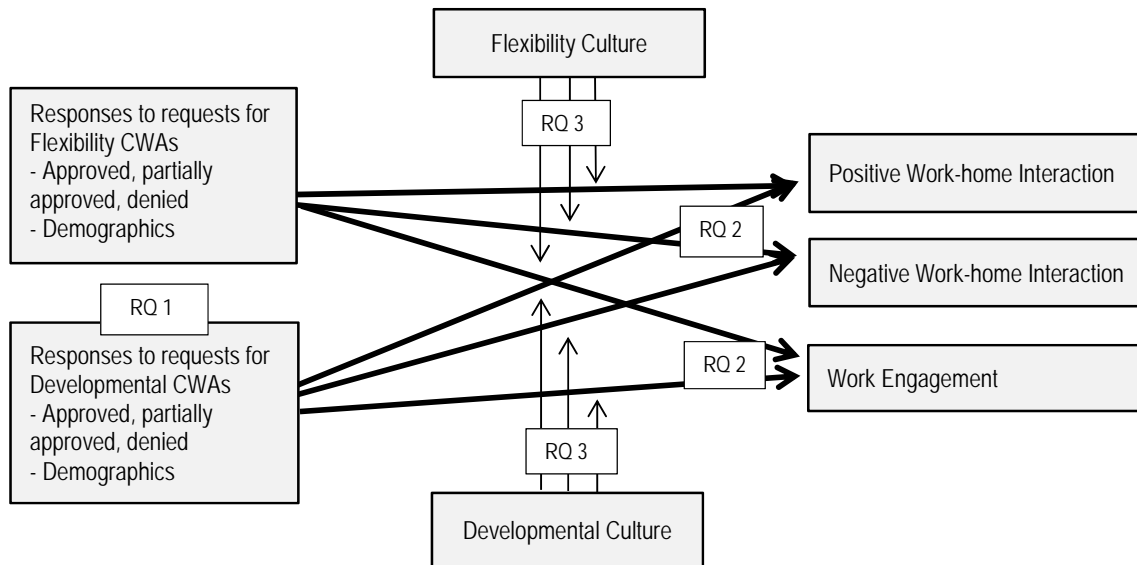 Flexibility Culture
Responses to requests for
Flexibility CWAs
- Approved, partially
approved, denied
- Demographics
RQ 3
Positive Work-home Interaction
RQ 2
Negative Work-home Interaction
RQ 1
Responses to requests for
Developmental CWAs
- Approved, partially
approved, denied
- Demographics
RQ 2
Work Engagement
RQ 3
Developmental Culture